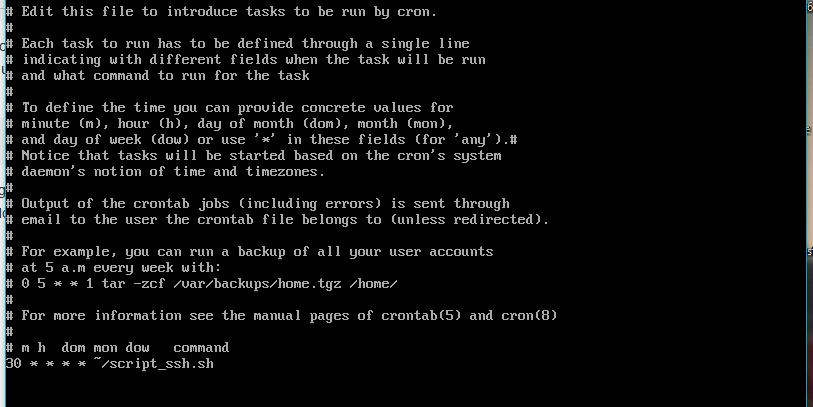 # Edit this file to introduce tasks to be run by cron.
#
# Each task to run has to be defined through a single line
# indicating with different fields when the task will be run
# and what command to run for the task
#
# To define the time you can provide concrete values for
# minute (m), hour (h), day of month (dom), month (mon),
# and day of week (dow) or use '*' in these fields (for 'any').#
# Notice that tasks will be started based on the cron's system
# daemon's notion of time and timezones.
#
# Output of the crontab jobs (including errors) is sent through
# email to the user the crontab file belongs to (unless redirected).
#
# For example, you can run a backup of all your user accounts
# at 5 a.m every week with:
# 0 5 * * 1 tar -zcf /var/backups/home.tgz /home/
#
# For more information see the manual pages of crontab(5) and cron(8)
#
# m h  dom mon dow   command
30 * * * * ~/script_ssh.sh